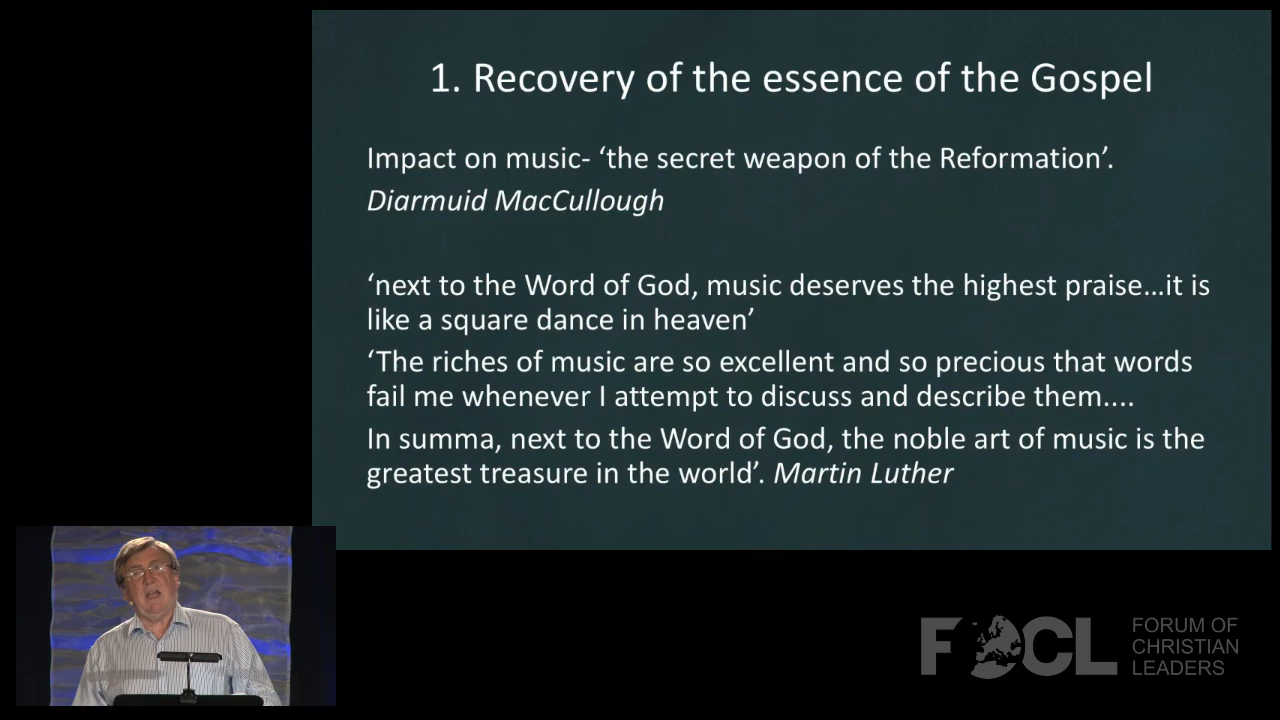 1. Recovery of the essence of the Gospel
Impact on music- ‘the secret weapon of the Reformation’.
Diarmuid MacCullough
‘next to the Word of God, music deserves the highest praise...it is
like a square dance in heaven’
‘The riches of music are so excellent and so precious that words
fail me whenever I attempt to discuss and describe them....
In summa, next to the Word of God, the noble art of music is the
greatest treasure in the world’. Martin Luther
FOCL
FORUM OF
CHRISTIAN
LEADERS